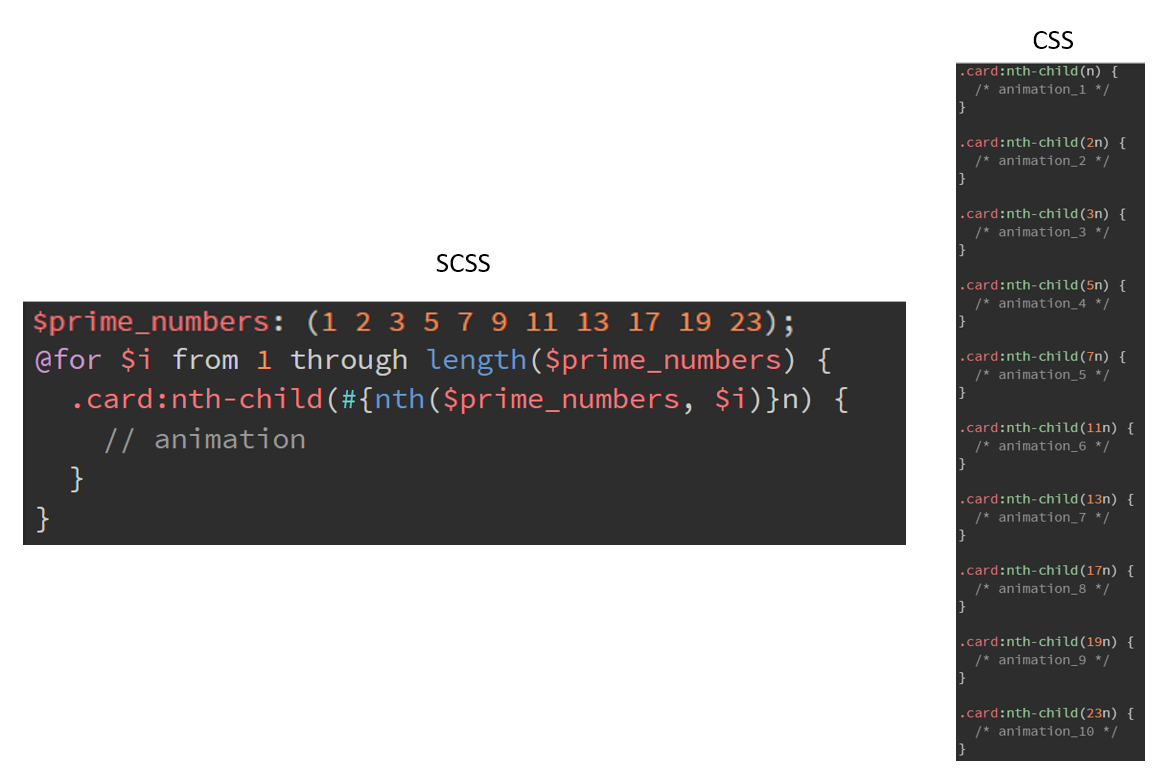 SCSS
$prime_numbers: (1 2 3 5 7 9 11 13 17 19 23);
@for $i from 1 through length($prime_numbers) {
  .card:nth-child(#{nth($prime_numbers, $i)}n) {
    // animation
  }
}
CSS
.card:nth-child(n) {
  /* animation_1 */
}
.card:nth-child(2n) {
  /* animation_2 */
}
.card:nth-child(3n) {
  /* animation_3 */
}
.card:nth-child(5n) {
  /* animation_4 */
}
.card:nth-child(7n) {
  /* animation_5 */
}
.card:nth-child(11n) {
  /* animation_6 */
}
.card:nth-child(13n) {
  /* animation_7 */
}
.card:nth-child(17n) {
  /* animation_8 */
}
.card:nth-child(19n) {
  /* animation_9 */
}
.card:nth-child(23n) {
  /* animation_10 */
}